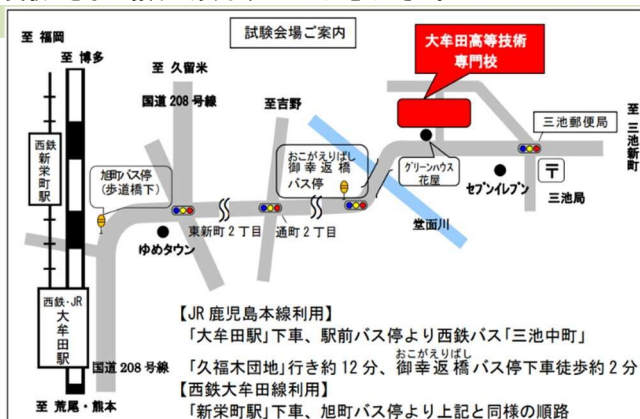 試験会場ご案内
至 福岡
至 博多
至 久留米
国道208号線
至吉野
大牟田高等技術
専門校
三池郵便局
至 三池新町
西鉄
新栄町駅
旭町バス停
（歩道橋下）
おこがえりばし
御幸返橋
バス停
グリーンハウス
花屋
セブンイレブン
〒
三池局
ゆめタウン
東新町2丁目
通町2丁目
堂面川
西鉄・JR
大牟田駅
国道208号線
至 荒尾・熊本
【JR鹿児島本線利用】
「大牟田駅」下車、駅前バス停より西鉄バス「三池中町」
おこがえりばし
「久福木団地」行き約12分、御幸返橋バス停下車徒歩約2分
【西鉄大牟田線利用】
「新栄町駅」下車、旭町バス停より上記と同様の順路